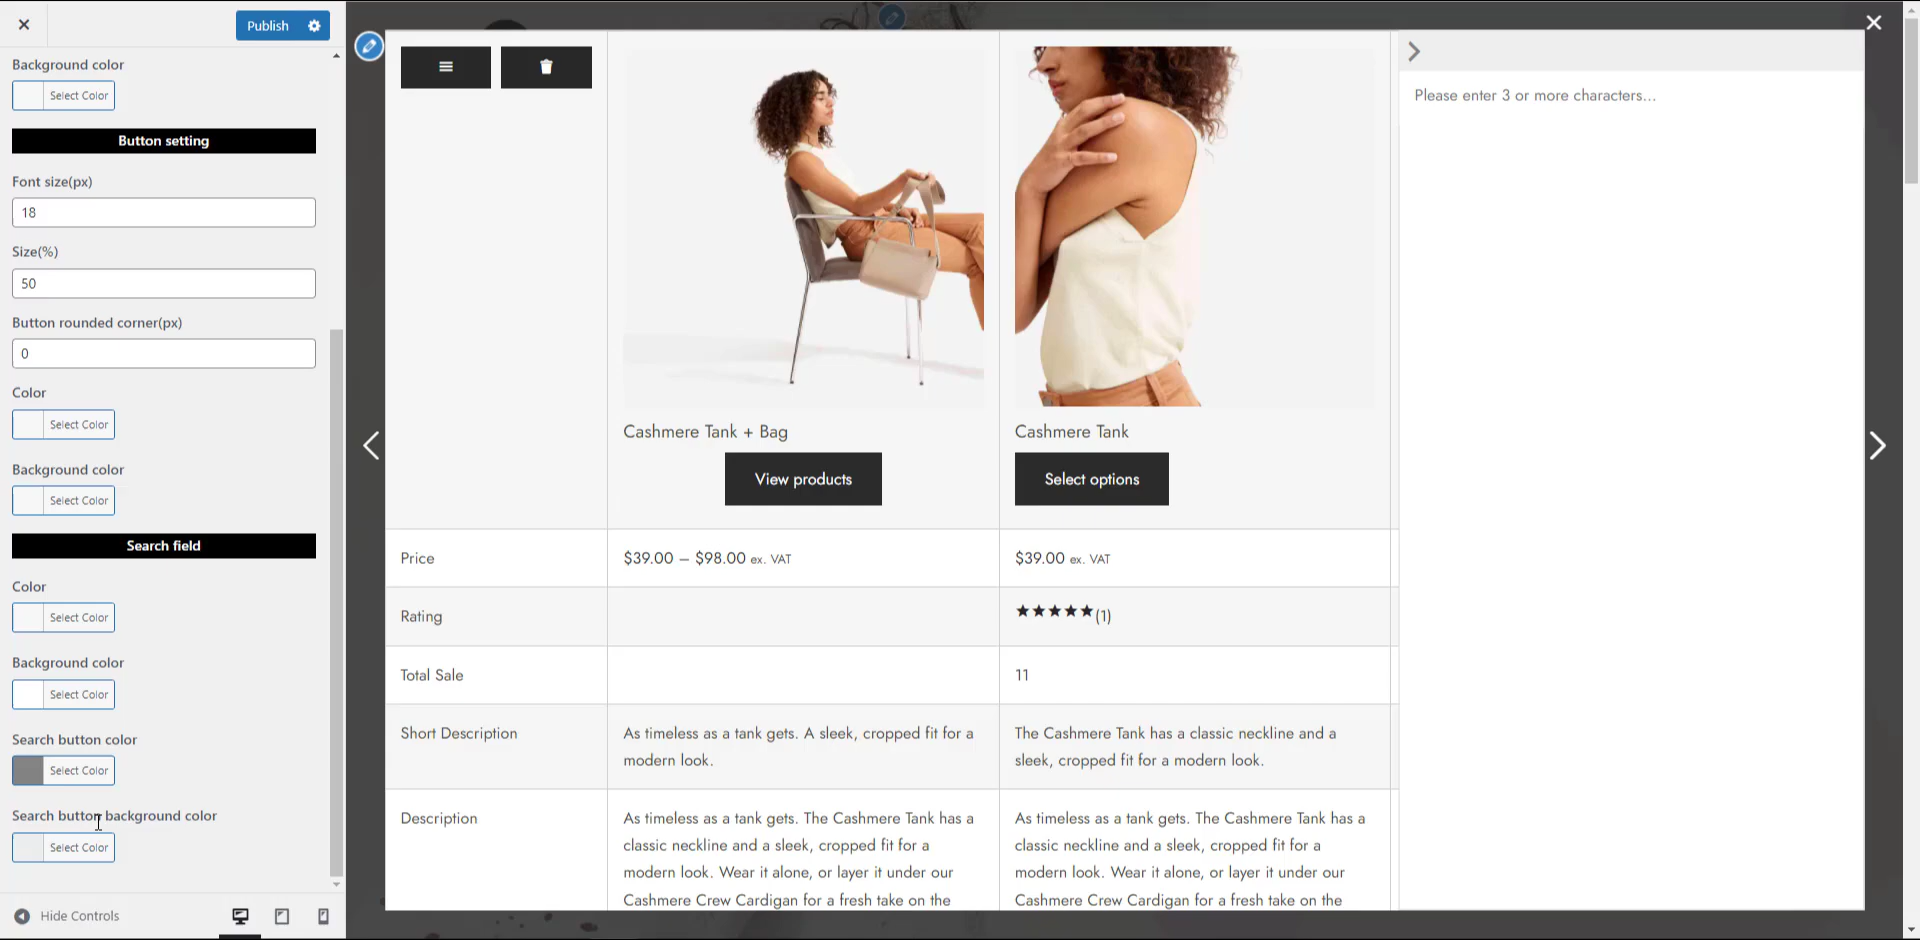 Publish
Background color
Select Color
Button setting
Font size(px)
18
Size(%)
50
Button rounded corner(px)
0
Color
Select Color
Background color
Select Color
Search field
Color
Select Color
Background color
Select Color
Search button color
Select Color
Search button background color
Select Color
Hide Controls
Cashmere Tank + Bag
View products
Cashmere Tank
Select options
Please enter 3 or more characters...
Price
$39.00 – $98.00 ex. VAT
$39.00 ex. VAT
Rating
★★★★★(1)
Total Sale
11
Short Description
As timeless as a tank gets. A sleek, cropped fit for a
modern look.
The Cashmere Tank has a classic neckline and a
sleek, cropped fit for a modern look.
Description
As timeless as a tank gets. The Cashmere Tank has a
classic neckline and a sleek, cropped fit for a
modern look. Wear it alone, or layer it under our
Cashmere Crew Cardigan for a fresh take on the
As timeless as a tank gets. The Cashmere Tank has a
classic neckline and a sleek, cropped fit for a
modern look. Wear it alone, or layer it under our
Cashmere Crew Cardigan for a fresh take on the